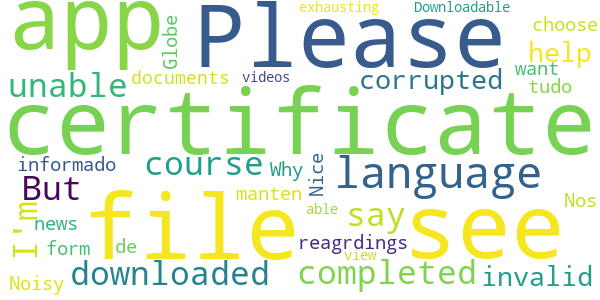 exhausting Downloadable
app Please Globe choose
help
documents videos corrupted want
unable tudo
certificate
informado course Why Nice language
But manten Nos
I'm file see
able say
news reagrdings
form de view
Noisy downloaded completed invalid